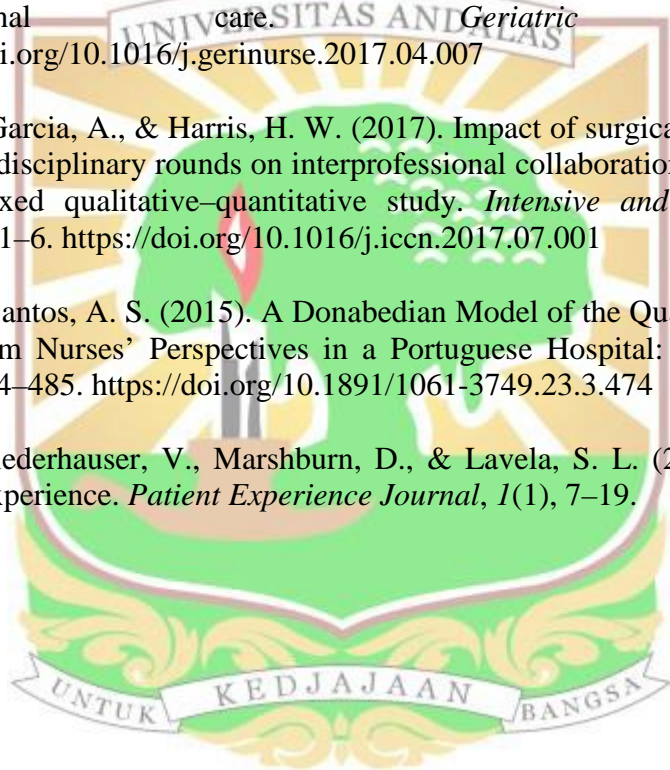 nal care. Geriatric
UNIVERSITAS ANDALAS
i.org/10.1016/j.gerinurse.2017.04.007
Garcia, A., & Harris, H. W. (2017). Impact of surgica
disciplinary rounds on interprofessional collaboration
xed qualitative–quantitative study. Intensive and
1–6. https://doi.org/10.1016/j.iccn.2017.07.001
antos, A. S. (2015). A Donabedian Model of the Qua
m Nurses’ Perspectives in a Portuguese Hospital:
4–485. https://doi.org/10.1891/1061-3749.23.3.474
ederhauser, V., Marshburn, D., & Lavela, S. L. (2
xperience. Patient Experience Journal, 1(1), 7–19.
UNTUK KEDJAJAAN BANGSA